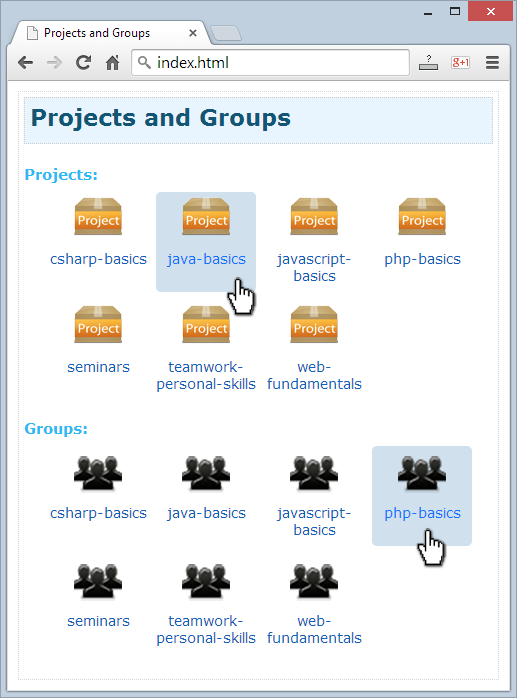 Projects and Groups
index.html
?
g+1
Projects and Groups
Projects:
Project Project Project Project
csharp-basics java-basics javascript-basics php-basics
Project Project Project
seminars teamwork-personal-skills web-fundamentals
Groups:
csharp-basics java-basics javascript-basics php-basics
seminars teamwork-personal-skills web-fundamentals